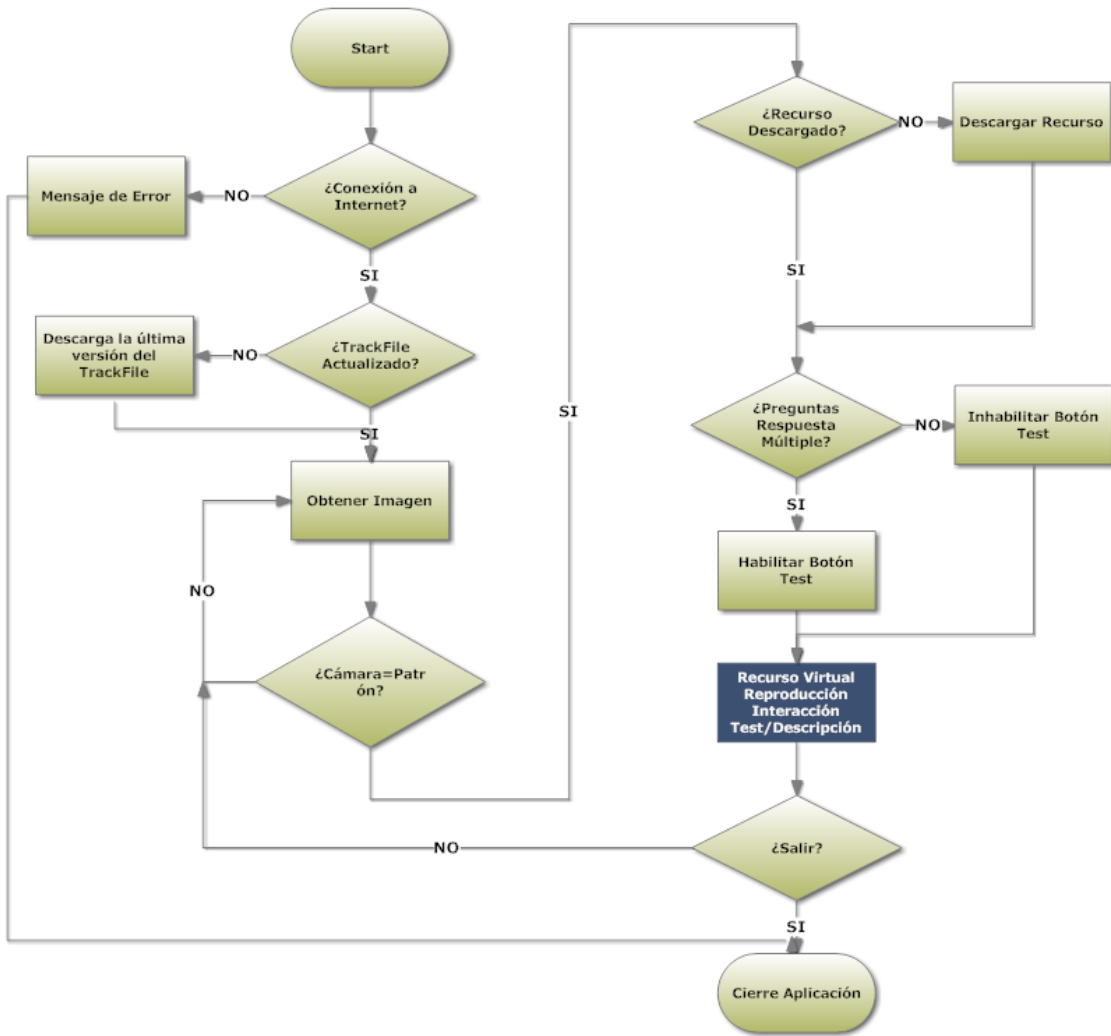 Start
¿Conexión a
Internet?
NO
Mensaje de Error
SI
¿TrackFile
Actualizado?
NO
Descarga la última
versión del
TrackFile
SI
Obtener Imagen
NO
¿Cámara=Patr
ón?
SI
¿Recurso
Descargado?
NO
Descargar Recurso
SI
¿Preguntas
Respuesta
Múltiple?
NO
Inhabilitar Botón
Test
SI
Habilitar Botón
Test
Recurso Virtual
Reproducción
Interacción
Test/Descripción
¿Salir?
NO
SI
Cierre Aplicación